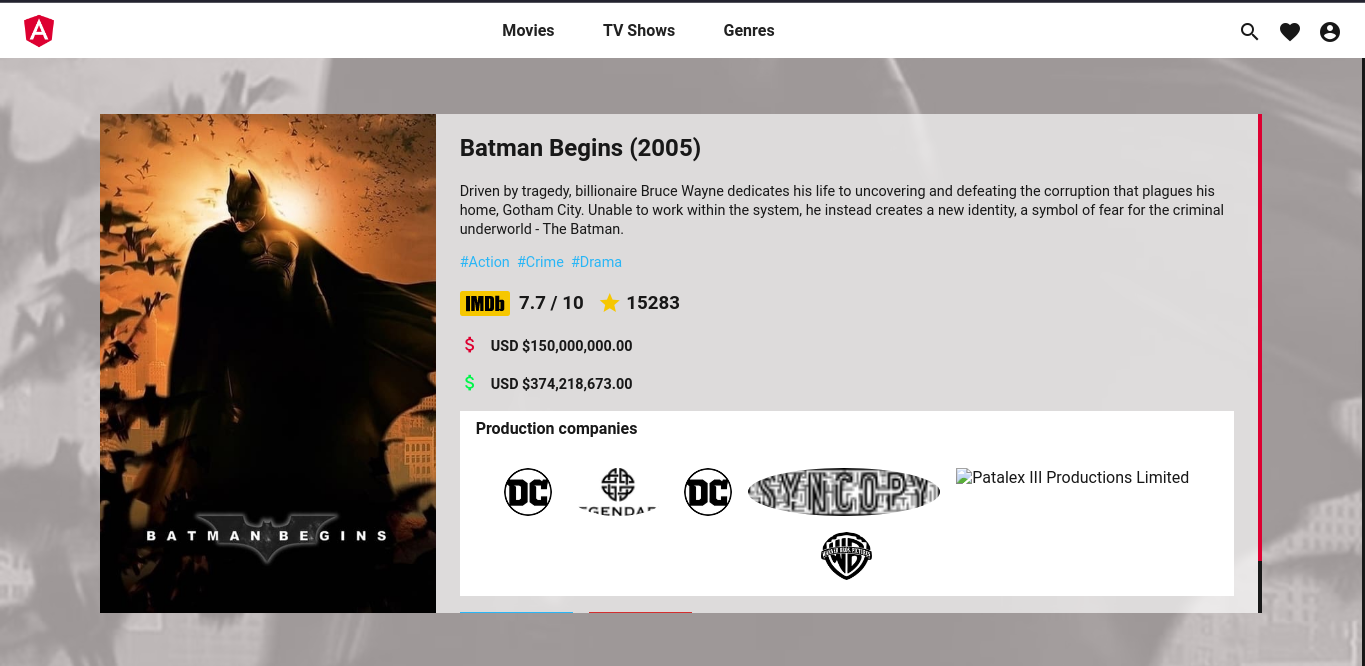 A
Movies TV Shows Genres
Batman Begins (2005)
Driven by tragedy, billionaire Bruce Wayne dedicates his life to uncovering and defeating the corruption that plagues his
home, Gotham City. Unable to work within the system, he instead creates a new identity, a symbol of fear for the criminal
underworld - The Batman.
#Action #Crime #Drama
IMDb 7.7 / 10 15283
$ USD $150,000,000.00
$ USD $374,218,673.00
BATMAN BEGINS
Production companies
DC EGENDAR DC SYNCOPY Patalex III Productions Limited
WB